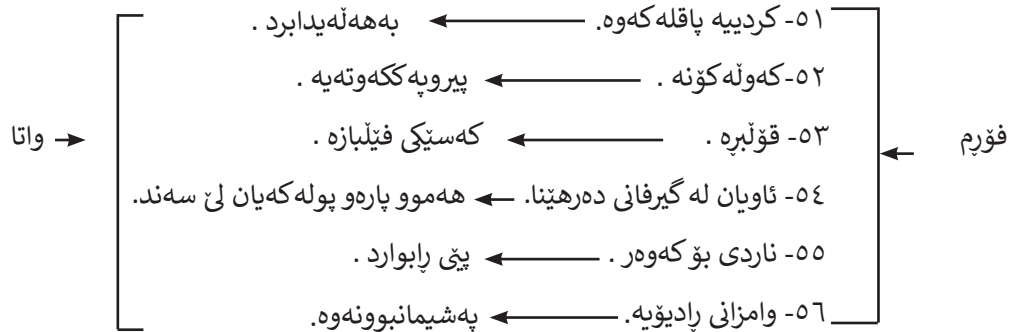 ٥١- کردییە پاقلەکەوە. بەهەڵەیدابرد .
٥٢-کەوڵەکۆنە . پیروپەککەوتەیە .
فۆڕم ٥٣- قۆڵبڕە . کەسێکی فێڵبازە . واتا
٥٤- ئاویان لە گیرفانی دەرهێنا. هەموو پارەو پولەکەیان لێ سەند.
٥٥- ناردی بۆ کەوەر . پێی ڕابوارد .
٥٦- وامزانی ڕادیۆیە. پەشیمانبوونەوە.